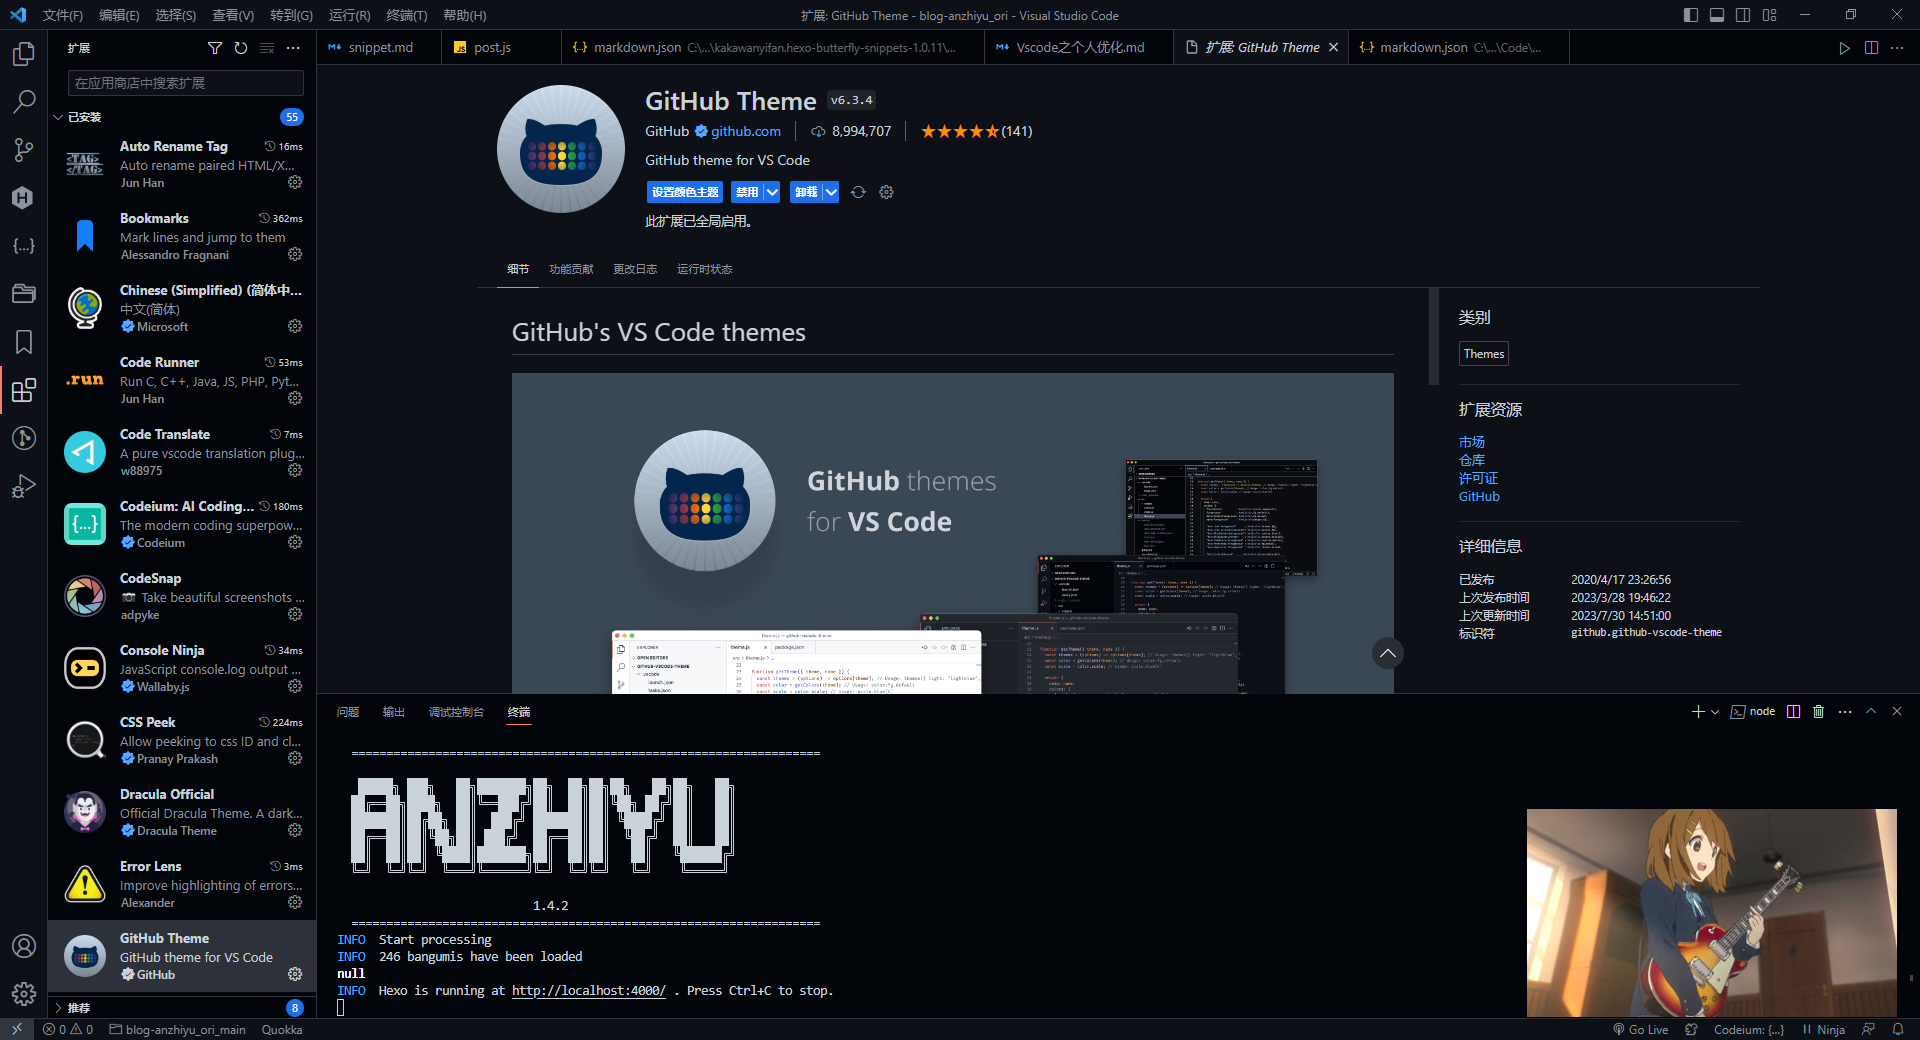 文件(F) 编辑(E) 选择(S) 查看(V) 转到(G) 运行(R) 终端(T) 帮助(H)
扩展: GitHub Theme - blog-anzhiyu_ori - Visual Studio Code
扩展
在应用商店中搜索扩展
已安装 55
Auto Rename Tag 16ms
Auto rename paired HTML/X...
Jun Han
Bookmarks 362ms
Mark lines and jump to them
Alessandro Fragnani
Chinese (Simplified) (简体中...
中文(简体)
Microsoft
.run
Code Runner 53ms
Run C, C++, Java, JS, PHP, Pyt...
Jun Han
Code Translate 7ms
A pure vscode translation plug...
w88975
Codeium: AI Coding... 180ms
The modern coding superpow...
Codeium
CodeSnap
📷 Take beautiful screenshots ...
adpyke
Console Ninja 34ms
JavaScript console.log output ...
Wallaby.js
CSS Peek 224ms
Allow peeking to css ID and cl...
Pranay Prakash
Dracula Official
Official Dracula Theme. A dark...
Dracula Theme
Error Lens 3ms
Improve highlighting of errors...
Alexander
GitHub Theme
GitHub theme for VS Code
GitHub
推荐 8
snippet.md
post.js
markdown.json C:\...\kakawanyifan.hexo-butterfly-snippets-1.0.11\...
Vscode之个人优化.md
扩展: GitHub Theme
markdown.json C:\...\Code\...
GitHub Theme v6.3.4
GitHub github.com 8,994,707 (141)
GitHub theme for VS Code
设置颜色主题 禁用 卸载
此扩展已全局启用。
细节 功能贡献 更改日志 运行时状态
GitHub's VS Code themes
GitHub themes
for VS Code
类别
Themes
扩展资源
市场
仓库
许可证
GitHub
详细信息
已发布 2020/4/17 23:26:56
上次发布时间 2023/3/28 19:46:22
上次更新时间 2023/7/30 14:51:00
标识符 github.github-vscode-theme
问题 输出 调试控制台 终端
node
===================================================================
ANZHIYU
1.4.2
===================================================================
INFO Start processing
INFO 246 bangumis have been loaded
null
INFO Hexo is running at http://localhost:4000/ . Press Ctrl+C to stop.
0 0 blog-anzhiyu_ori_main Quokka
Go Live Codeium: {...} Ninja